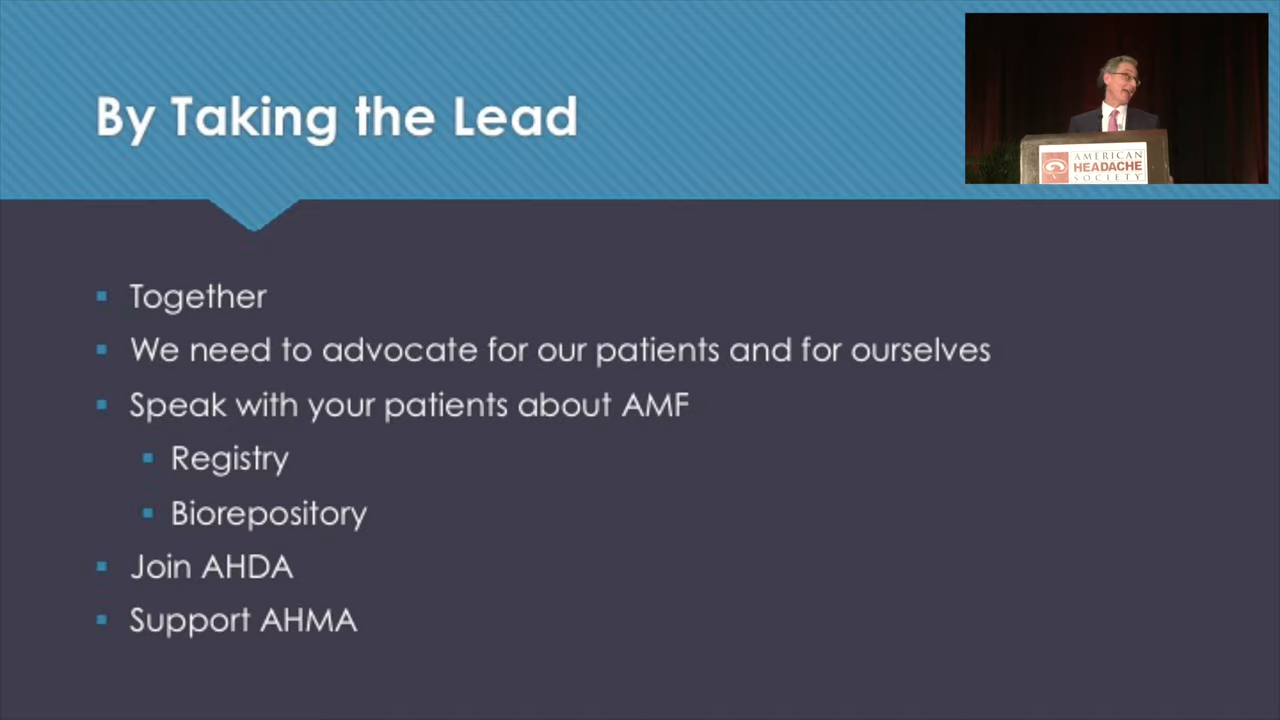 By Taking the Lead
AMERICAN
HEADACHE
SOCIETY
Together
We need to advocate for our patients and for ourselves
Speak with your patients about AMF
Registry
Biorepository
Join AHDA
Support AHMA